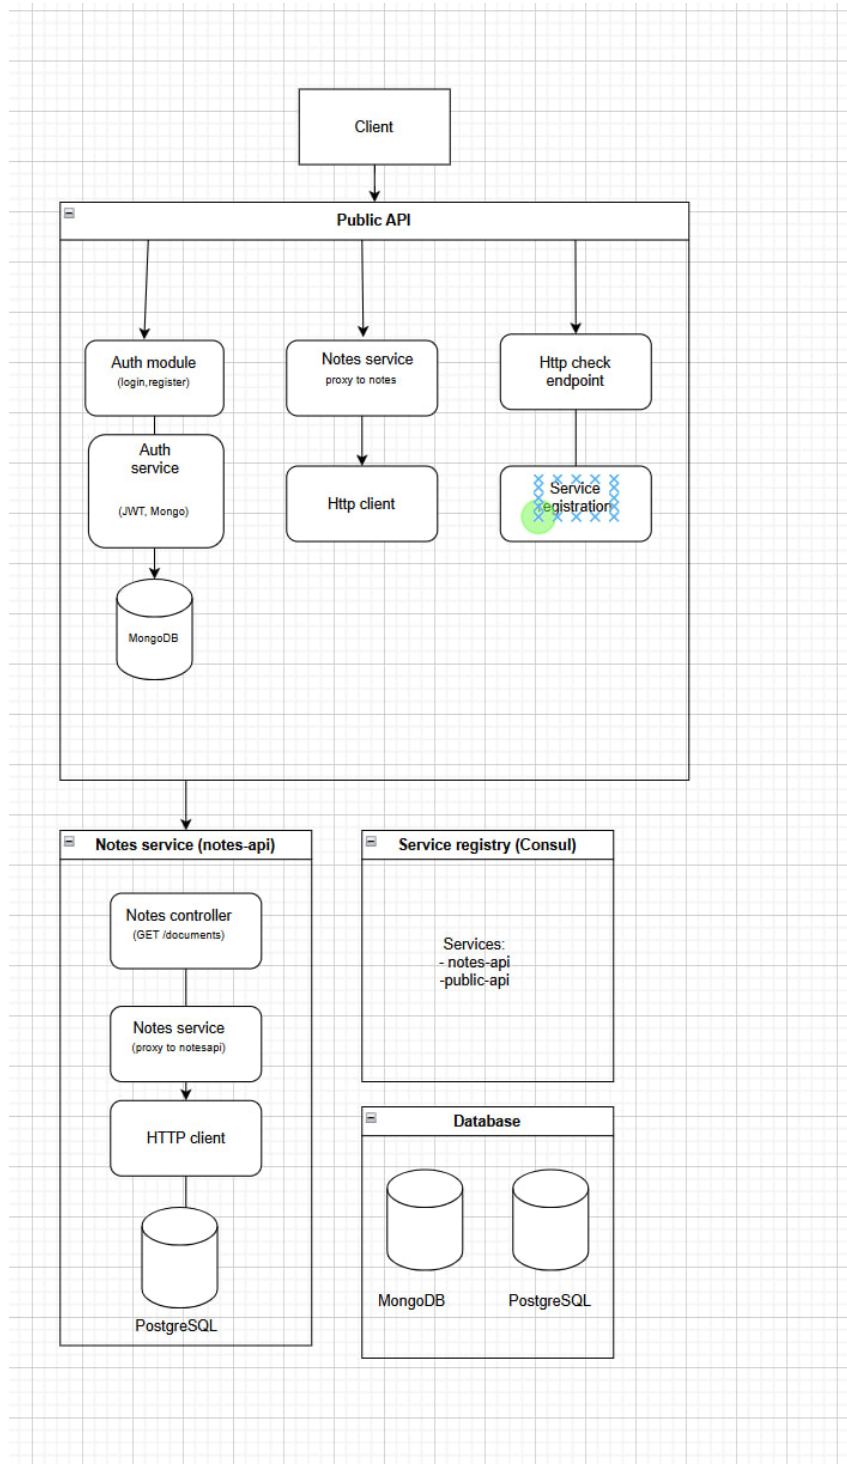 Client
Public API
Auth module
(login,register)
Notes service
proxy to notes
Http check
endpoint
Auth
service
(JWT, Mongo)
Http client
Service
registration
MongoDB
Notes service (notes-api)
Service registry (Consul)
Notes controller
(GET /documents)
Services:
- notes-api
-public-api
Notes service
(proxy to notesapi)
HTTP client
Database
MongoDB
PostgreSQL
PostgreSQL